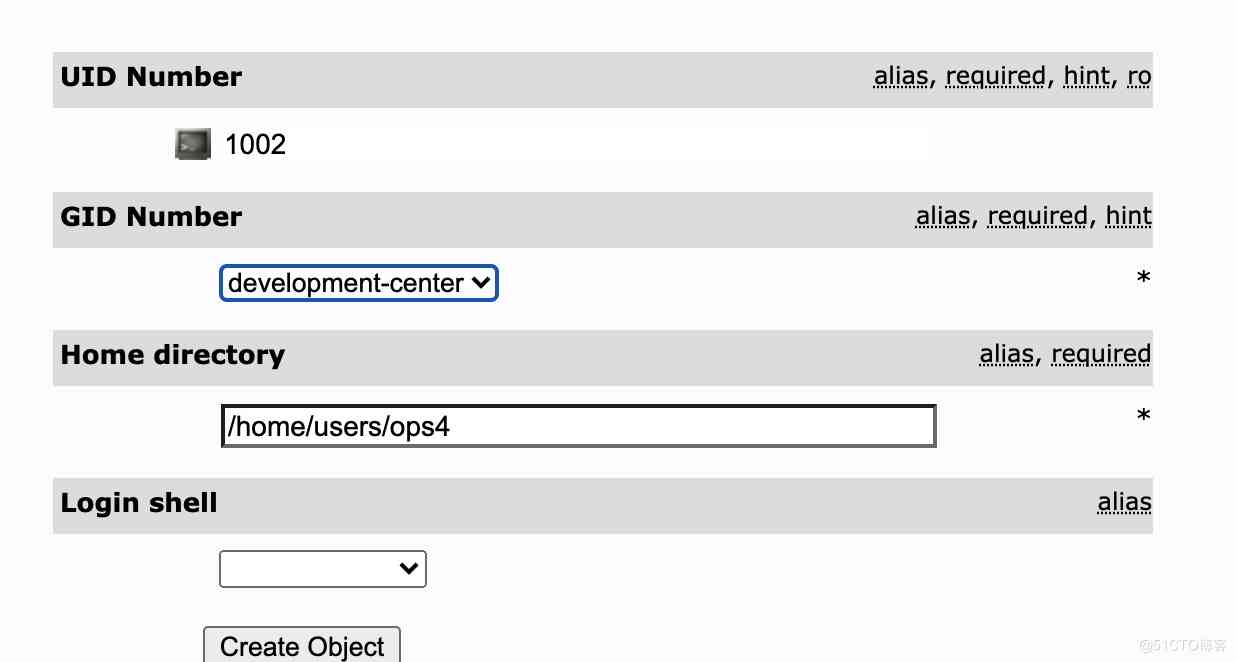 UID Number alias, required, hint, ro
1002
GID Number alias, required, hint
development-center *
Home directory alias, required
/home/users/ops4 *
Login shell alias
Create Object
@51CTO博客